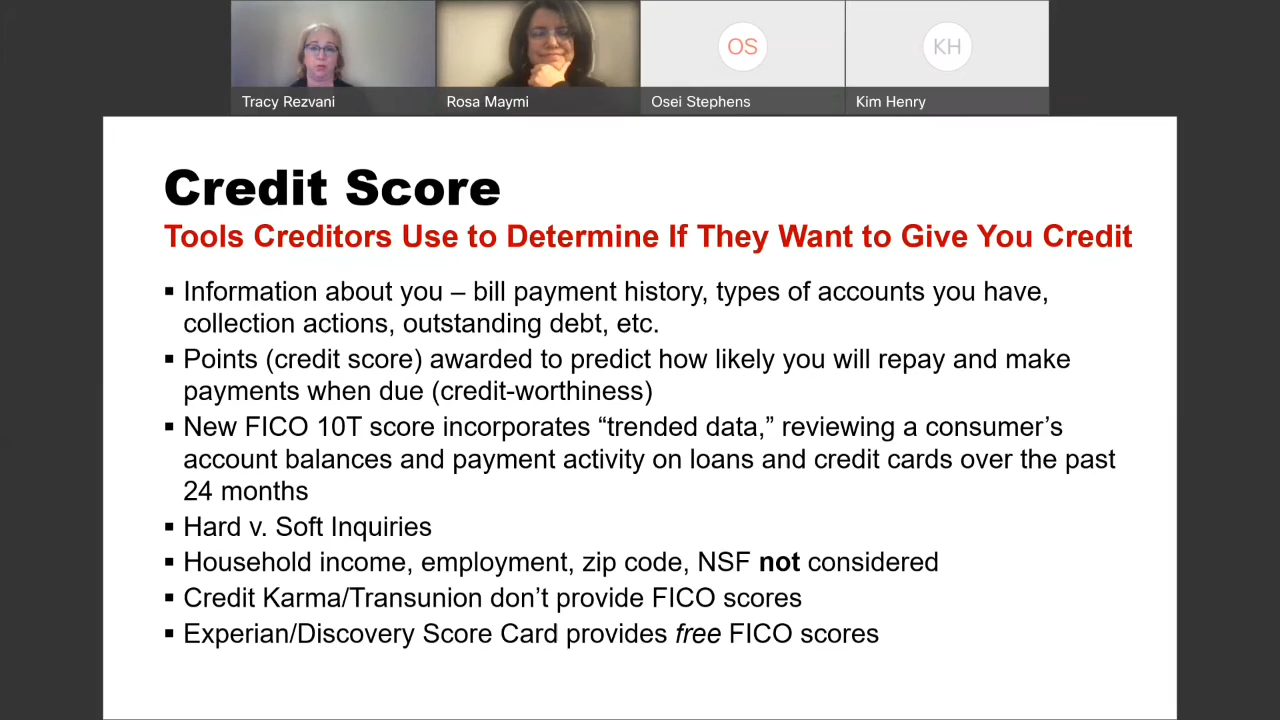 Tracy Rezvani
Rosa Maymi
OS
Osei Stephens
KH
Kim Henry
Credit Score
Tools Creditors Use to Determine If They Want to Give You Credit
▪ Information about you – bill payment history, types of accounts you have,
collection actions, outstanding debt, etc.
▪ Points (credit score) awarded to predict how likely you will repay and make
payments when due (credit-worthiness)
▪ New FICO 10T score incorporates “trended data,” reviewing a consumer’s
account balances and payment activity on loans and credit cards over the past
24 months
▪ Hard v. Soft Inquiries
▪ Household income, employment, zip code, NSF not considered
▪ Credit Karma/Transunion don’t provide FICO scores
▪ Experian/Discovery Score Card provides free FICO scores